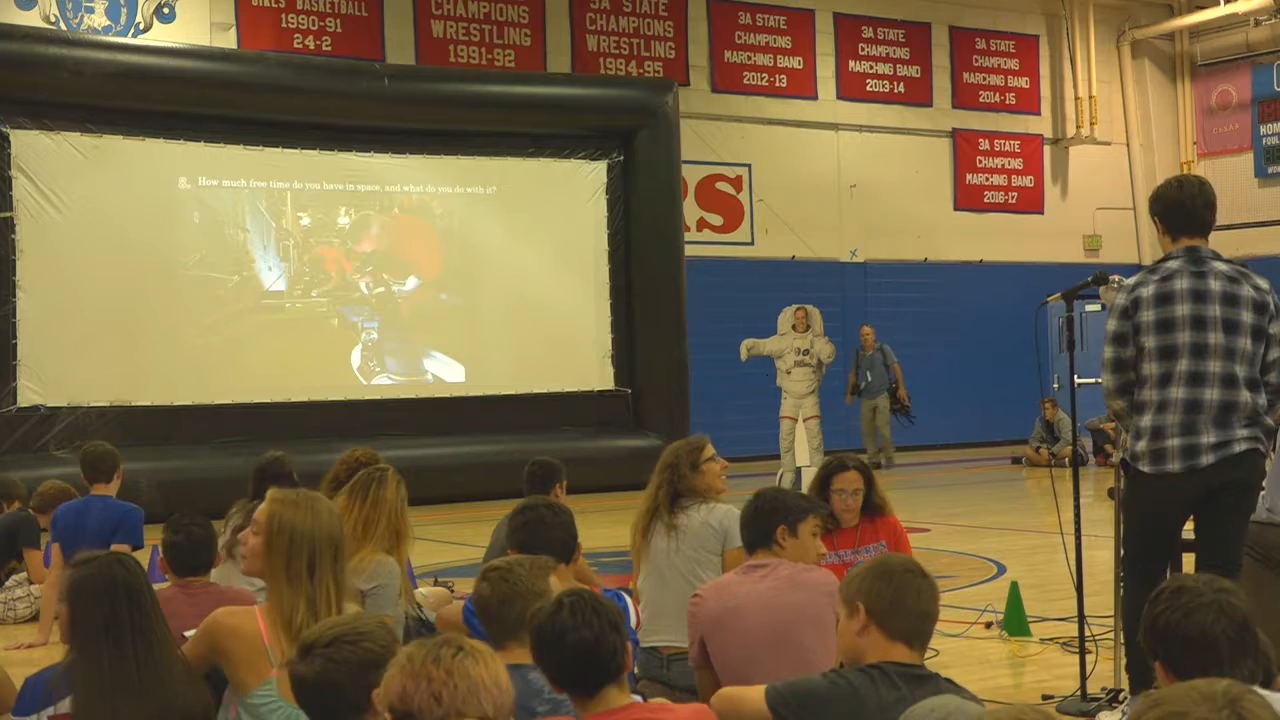 GIRLS BASKETBALL
1990-91
24-2
CHAMPIONS
WRESTLING
1991-92
3A STATE
CHAMPIONS
WRESTLING
1994-95
3A STATE
CHAMPIONS
MARCHING BAND
2012-13
3A STATE
CHAMPIONS
MARCHING BAND
2013-14
3A STATE
CHAMPIONS
MARCHING BAND
2014-15
3A STATE
CHAMPIONS
MARCHING BAND
2016-17
8. How much free time do you have in space, and what do you do with it?
RS